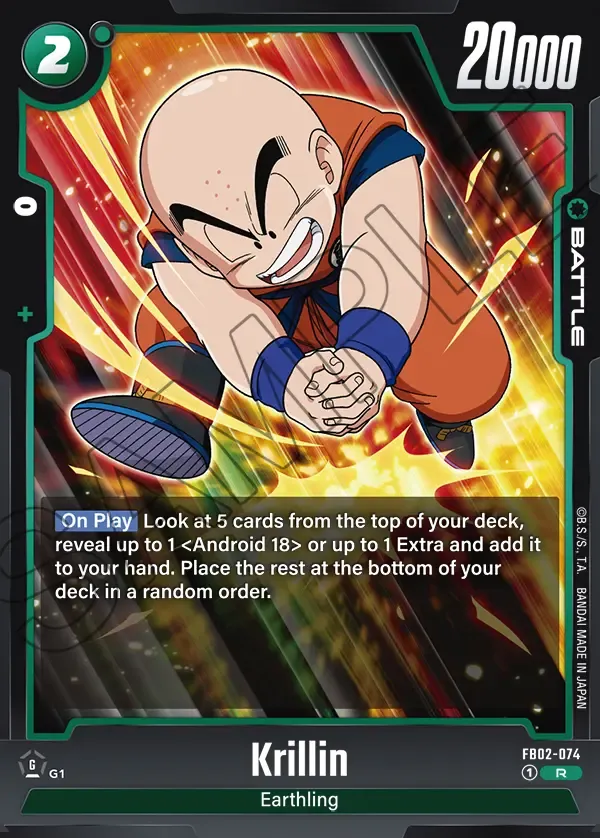 2
20000
0
+
BATTLE
SAMPLE
On Play Look at 5 cards from the top of your deck,
reveal up to 1 <Android 18> or up to 1 Extra and add it
to your hand. Place the rest at the bottom of your
deck in a random order.
©B.S./S., T.A. BANDAI MADE IN JAPAN
G
G1
Krillin
FB02-074
1 R
Earthling